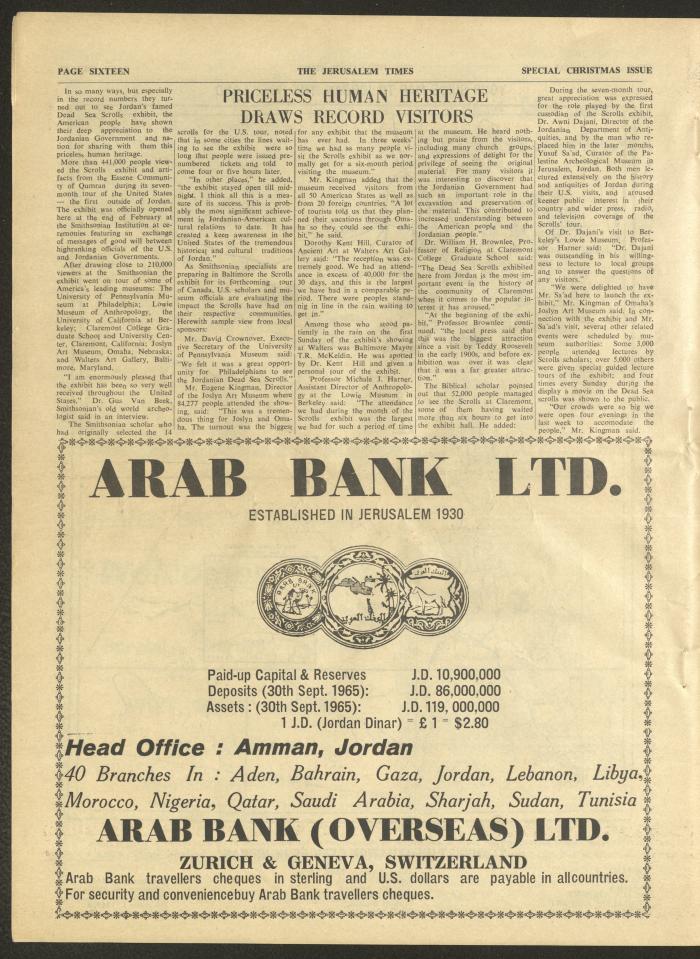 PAGE SIXTEEN
THE JERUSALEM TIMES
SPECIAL CHRISTMAS ISSUE
PRICELESS HUMAN HERITAGE
DRAWS RECORD VISITORS
In so many ways, but especially
in the record numbers they tur-
ned out to see Jordan's famed
Dead Sea Scrolls exhibit, the
American people have shown
their deep appreciation to the
Jordanian Government and na-
tion for sharing with them this
priceless human heritage.
More than 441,000 people view-
ed the Scrolls exhibit and arti-
facts from the Essene Communi-
ty of Qumran during its seven-
month tour of the United States
— the first outside of Jordan.
The exhibit was officially opened
here at the end of February at
the Smithsonian Institution at ce-
remonies featuring an exchange
of messages of good will between
highranking officials of the U.S.
and Jordanian Governments.
After drawing close to 210,000
viewers at the Smithsonian the
exhibit went on tour of some of
America's leading museums: The
University of Pennsylvania Mu-
seum at Philadelphia; Lowie
Museum of Anthropology, the
University of California at Ber-
keley; Claremont College Gra-
duate School and University Cen-
ter, Claremont, California; Joslyn
Art Museum, Omaha, Nebraska;
and Walters Art Gallery, Balti-
more, Maryland.
"I am enormously pleased that
the exhibit has been so very well
received throughout the United
States," Dr. Gus Van Beek,
Smithsonian's old world archeo-
logist said in an interview.
The Smithsonian scholar who
had originally selected the 14
scrolls for the U.S. tour, noted
that in some cities the lines wait-
ing to see the exhibit were so
long that people were issued pre-
numbered tickets and told to
come four or five hours later.
"In other places," he added,
"the exhibit stayed open till mid-
night. I think all this is a mea-
sure of its success. This is prob-
ably the most significant achieve-
ment in Jordanian-American cul-
tural relations to date. It has
created a keen awareness in the
United States of the tremendous
historical and cultural traditions
of Jordan."
As Smithsonian specialists are
preparing in Baltimore the Scrolls
exhibit for its forthcoming tour
of Canada, U.S. scholars and mu-
seum officials are evaluating the
impact the Scrolls have had on
their respective communities.
Herewith sample view from local
sponsors:
Mr. David Crownover, Execu-
tive Secretary of the University
of Pennsylvania Museum said:
"We felt it was a great oppor-
tunity for Philadelphians to see
the Jordanian Dead Sea Scrolls."
Mr. Eugene Kingman, Director
of the Joslyn Art Museum where
84,277 people attended the show-
ing, said: "This was a tremen-
dous thing for Joslyn and Oma-
ha. The turnout was the biggest
for any exhibit that the museum
has ever had. In three weeks'
time we had as many people vi-
sit the Scrolls exhibit as we nor-
mally get for a six-month period
visiting the museum."
Mr. Kingman added that the
museum received visitors from
all 50 American States as well as
from 20 foreign countries. "A lot
of tourists told us that they plan-
ned their vacations through Oma-
ha so they could see the exhi-
bit," he said.
Dorothy Kent Hill, Curator of
Ancient Art at Walters Art Gal-
lery said: "The reception was ex-
tremely good. We had an attend-
ance in excess of 40,000 for the
30 days, and this is the largest
we have had in a comparable pe-
riod. There were peoples stand-
ing in line in the rain waiting to
get in."
Among those who stood pa-
tiently in the rain on the first
Sunday of the exhibit's showing
at Walters was Baltimore Mayor
T.R. McKeldin. He was spotted
by Dr. Kent Hill and given a
personal tour of the exhibit.
Professor Michale J. Harner,
Assistant Director of Anthropolo-
gy at the Lowie Museum in
Berkeley said: "The attendance
we had during the month of the
Scrolls exhibit was the largest
we had for such a period of time
at the museum. He heard noth-
ing but praise from the visitors,
including many church groups,
and expressions of delight for the
privilege of seeing the original
material. For many visitors it
was interesting to discover that
the Jordanian Government had
such an important role in the
excavation and preservation of
the material. This contributed to
increased understanding between
the American people and the
Jordanian people."
Dr. William H. Brownlee, Pro-
fessor of Religion, at Claremont
College Graduate School said:
"The Dead Sea Scrolls exhibited
here from Jordan is the most im-
portant event in the history of
the community of Claremont
when it comes to the popular in-
terest aroused."
"At the beginning of the exhi-
bit," Professor Brownlee conti-
nued, "the local press said that
this was the biggest attraction
since a visit by Teddy Roosevelt
in the early 1900s, and before ex-
hibition was over it was clear
that it was a far greater attrac-
tion."
The Biblical scholar pointed
out that 52,000 people managed
to see the Scrolls at Claremont,
some of them having waited
more than six hours to get into
the exhibit hall. He added:
During the seven-month tour,
great appreciation was expressed
for the role played by the first
custodian of the Scrolls exhibit,
Dr. Awni Dajani, Director of the
Jordanian Department of Anti-
quities, and by the man who re-
placed him in the later months,
Yusuf Sa'ad, Curator of the Pa-
lestine Archeological Museum in
Jerusalem, Jordan. Both men le-
ctured extensively on the history
and antiquities of Jordan during
their U.S. visits, and aroused
keener public interest in their
country and wider press, radio,
and television coverage of the
Scrolls' tour.
Of Dr. Dajani's visit to Ber-
keley's Lowie Museum, Profes-
sor Harner said: "Dr. Dajani
was outstanding in his willing-
ness to lecture to local groups
and to answer the questions of
any visitors."
"We were delighted to have
Mr. Sa'ad here to launch the ex-
hibit," Mr. Kingman of Omaha's
Joslyn Art Museum said. In con-
nection with the exhibit and Mr.
Sa'ad's visit, several other related
events were scheduled by mu-
seum authorities: Some 3,000
people attended lectures by
Scrolls scholars; over 5,000 others
were given special guided lecture
tours of the exhibit; and four
times every Sunday during the
display a movie on the Dead Sea
scrolls was shown to the public.
"Our crowds were so big we
were open four evenings in the
last week to accomodate the
people," Mr. Kingman said.
ARAB BANK LTD.
ESTABLISHED IN JERUSALEM 1930
ARAB BANK
البنك العربي
البنك العربي
Paid-up Capital & Reserves J.D. 10,900,000
Deposits (30th Sept. 1965): J.D. 86,000,000
Assets : (30th Sept. 1965): J.D. 119, 000,000
1 J.D. (Jordan Dinar) = £ 1 = $2.80
Head Office : Amman, Jordan
40 Branches In : Aden, Bahrain, Gaza, Jordan, Lebanon, Libya,
Morocco, Nigeria, Qatar, Saudi Arabia, Sharjah, Sudan, Tunisia
ARAB BANK (OVERSEAS) LTD.
ZURICH & GENEVA, SWITZERLAND
Arab Bank travellers cheques in sterling and U.S. dollars are payable in allcountries.
For security and conveniencebuy Arab Bank travellers cheques.